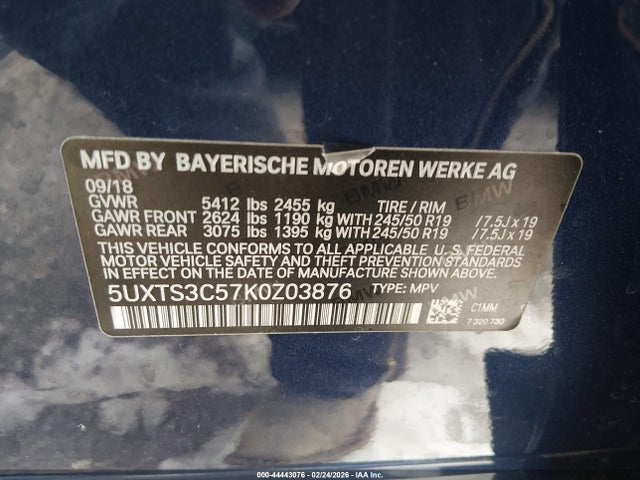 MFD BY BAYERISCHE MOTOREN WERKE AG
09/18
GVWR 5412 lbs 2455 kg TIRE / RIM
GAWR FRONT 2624 lbs 1190 kg WITH 245/50 R19 / 7.5J x 19
GAWR REAR 3075 lbs 1395 kg WITH 245/50 R19 / 7.5J x 19
THIS VEHICLE CONFORMS TO ALL APPLICABLE U.S. FEDERAL
MOTOR VEHICLE SAFETY, BUMPER, AND THEFT PREVENTION
STANDARDS IN EFFECT ON THE DATE OF MANUFACTURE SHOWN ABOVE.
5UXTS3C57K0Z03876 TYPE: MPV
C1MM
7 320 730
000-44443076 · 02/24/2026 · IAA Inc.